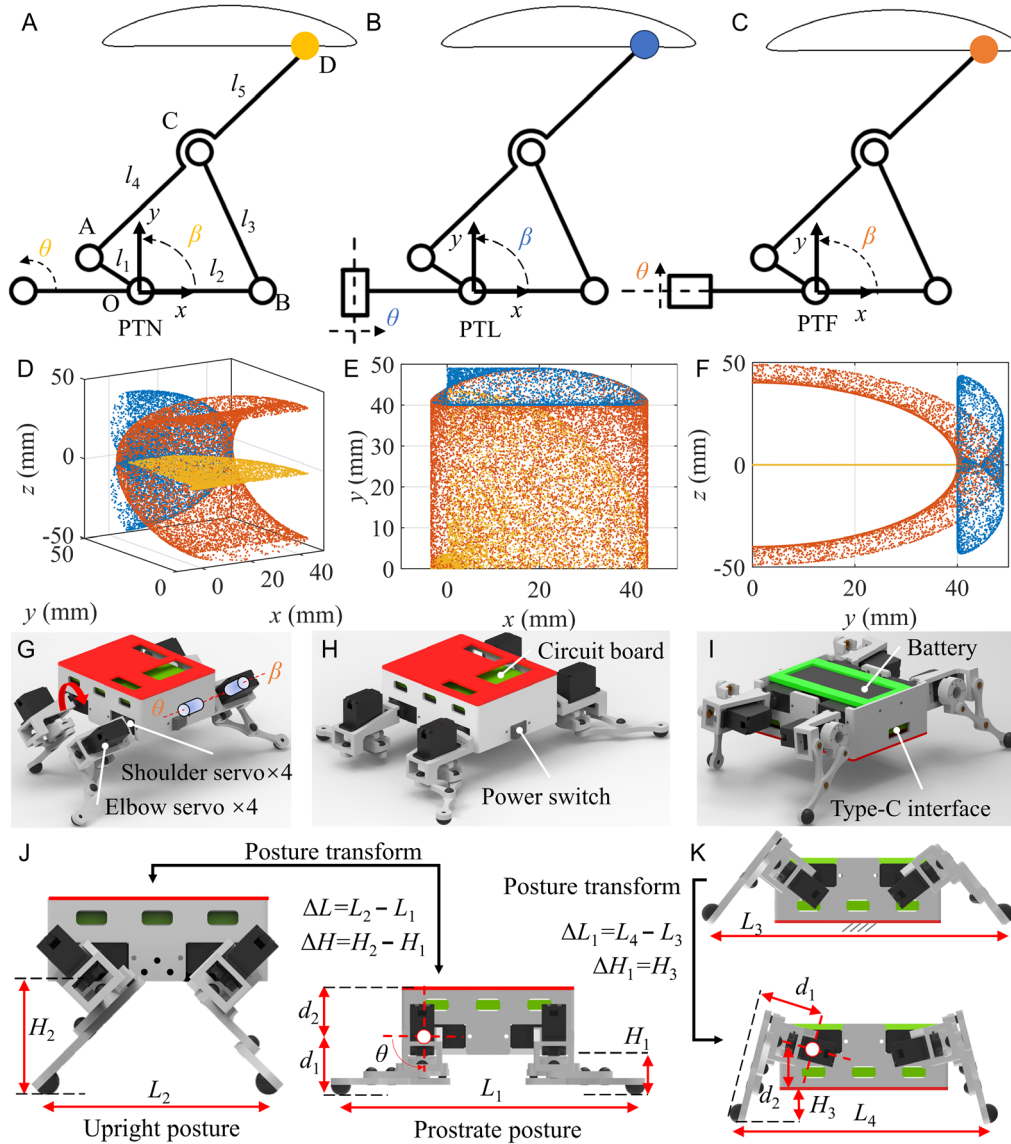 A
B
C
D
l5
C
l4
l3
A
y
β
θ
l1
l2
O
x
B
PTN
y
β
θ
x
PTL
θ
y
β
x
PTF
D
50
0
-50
z (mm)
50
0
y (mm)
0
20
40
x (mm)
E
50
40
30
20
10
0
y (mm)
0
20
40
x (mm)
F
50
0
-50
z (mm)
0
20
40
y (mm)
G
β
θ
Shoulder servo×4
Elbow servo ×4
H
Circuit board
Power switch
I
Battery
Type-C interface
J
Posture transform
ΔL=L2 − L1
ΔH=H2 − H1
H2
L2
Upright posture
d2
d1
θ
H1
L1
Prostrate posture
K
Posture transform
ΔL1=L4 − L3
ΔH1=H3
L3
d1
d2
H3
L4